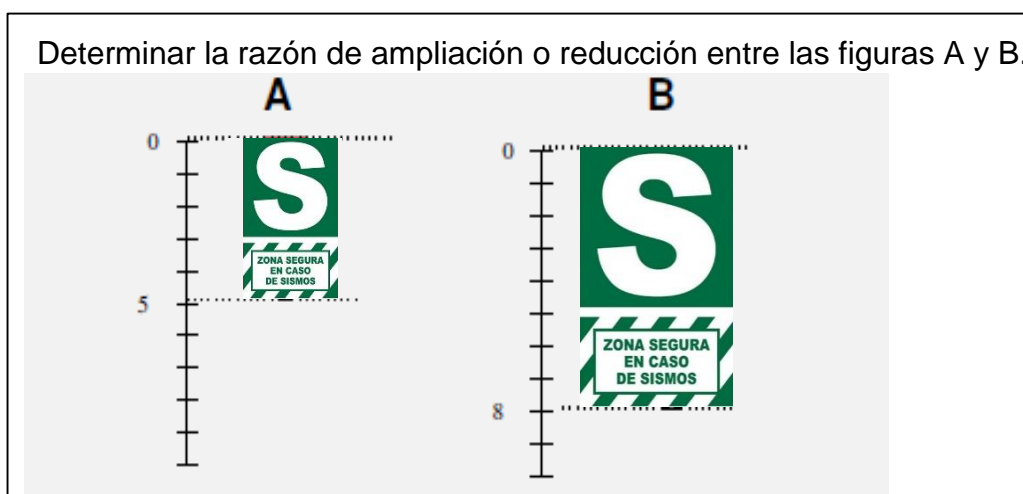 Determinar la razón de ampliación o reducción entre las figuras A y B.
A
B
0
S
ZONA SEGURA
EN CASO
DE SISMOS
5
0
S
ZONA SEGURA
EN CASO
DE SISMOS
8